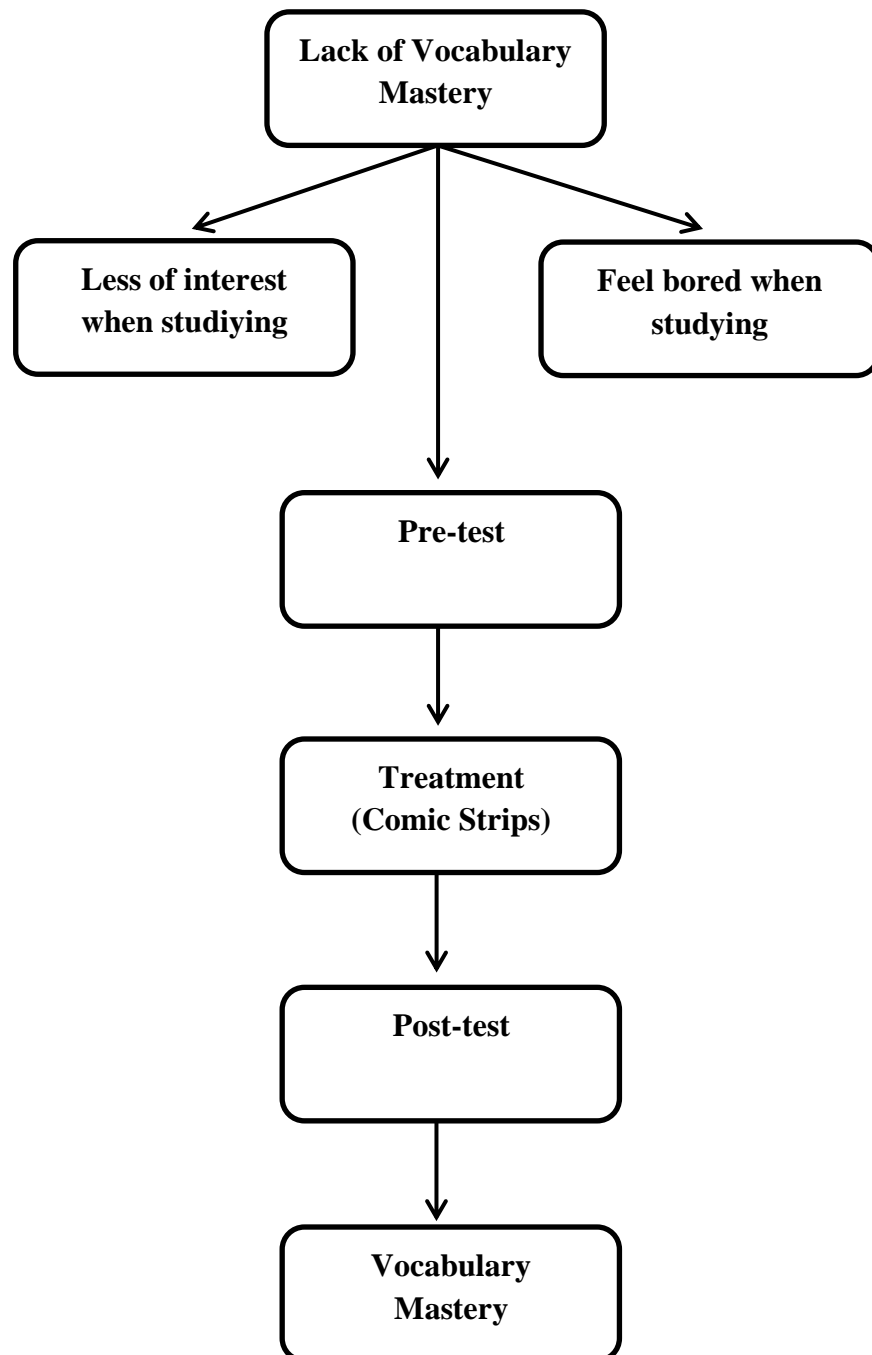 Lack of Vocabulary
Mastery
Less of interest
when studiying
Feel bored when
studying
Pre-test
Treatment
(Comic Strips)
Post-test
Vocabulary
Mastery